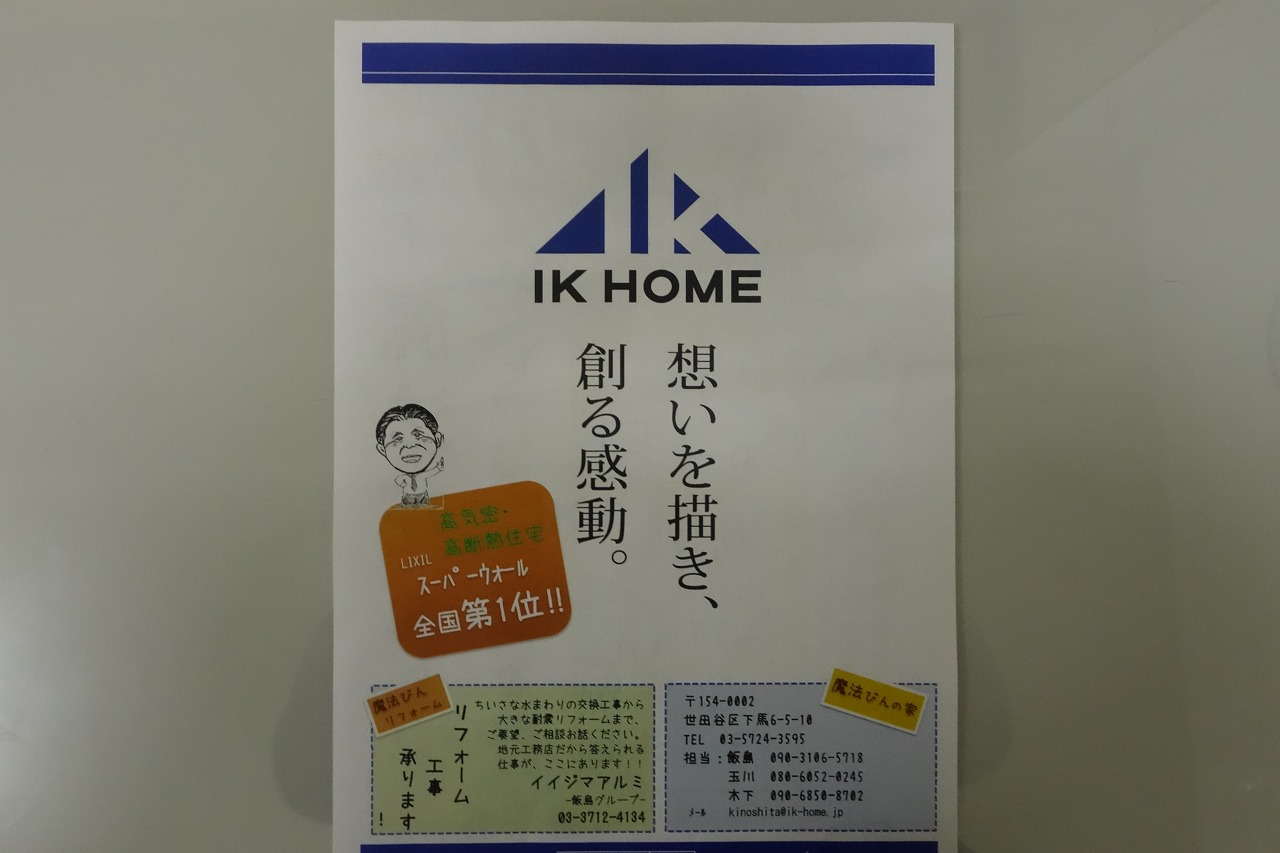 IK HOME
想いを描き、
創る感動。
高気密・
高断熱住宅
LIXIL
スーパーウォール
全国第1位!!
魔法びん
リフォーム
リフォーム
工事
承ります
!
ちいさな水まわりの交換工事から
大きな耐震リフォームまで、
ご要望、ご相談お話ください。
地元工務店だから答えられる
仕事が、ここにあります!!
イイジマアルミ
-飯島グループ-
03-3712-4134
魔法びんの家
〒154-0002
世田谷区下馬6-5-10
TEL 03-5724-3595
担当:飯島 090-3106-5718
玉川 080-6052-0245
木下 090-6850-8702
メール kinoshita@ik-home.jp